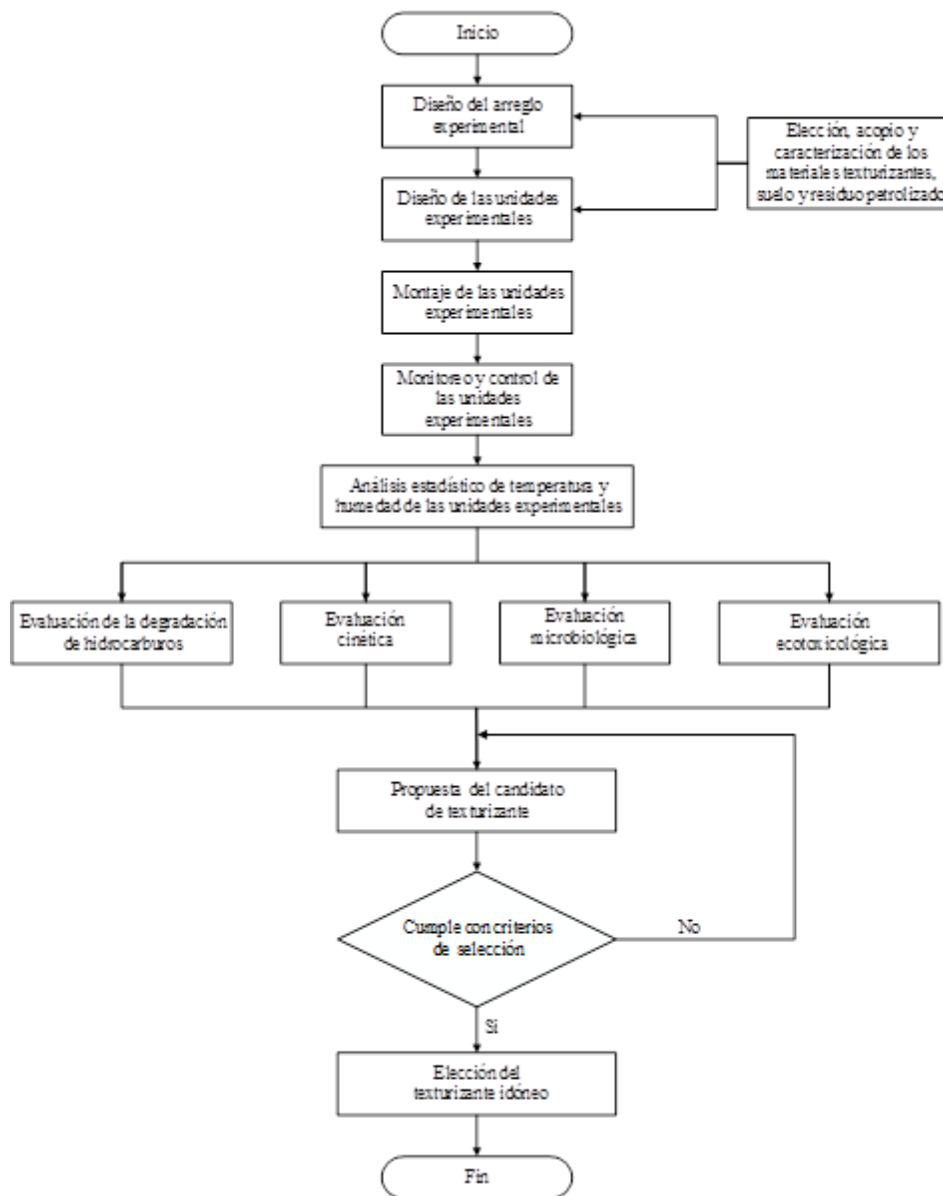 Inicio
Diseño del arreglo
experimental
Elección, acopio y
caracterización de los
materiales texturizantes,
suelo y residuo petrolizado
Diseño de las unidades
experimentales
Montaje de las unidades
experimentales
Monitoreo y control de
las unidades
experimentales
Análisis estadístico de temperatura y
humedad de las unidades experimentales
Evaluación de la degradación
de hidrocarburos
Evaluación
cinética
Evaluación
microbiológica
Evaluación
ecotoxicológica
Propuesta del candidato
de texturizante
Cumple con criterios
de selección
No
Si
Elección del
texturizante idóneo
Fin